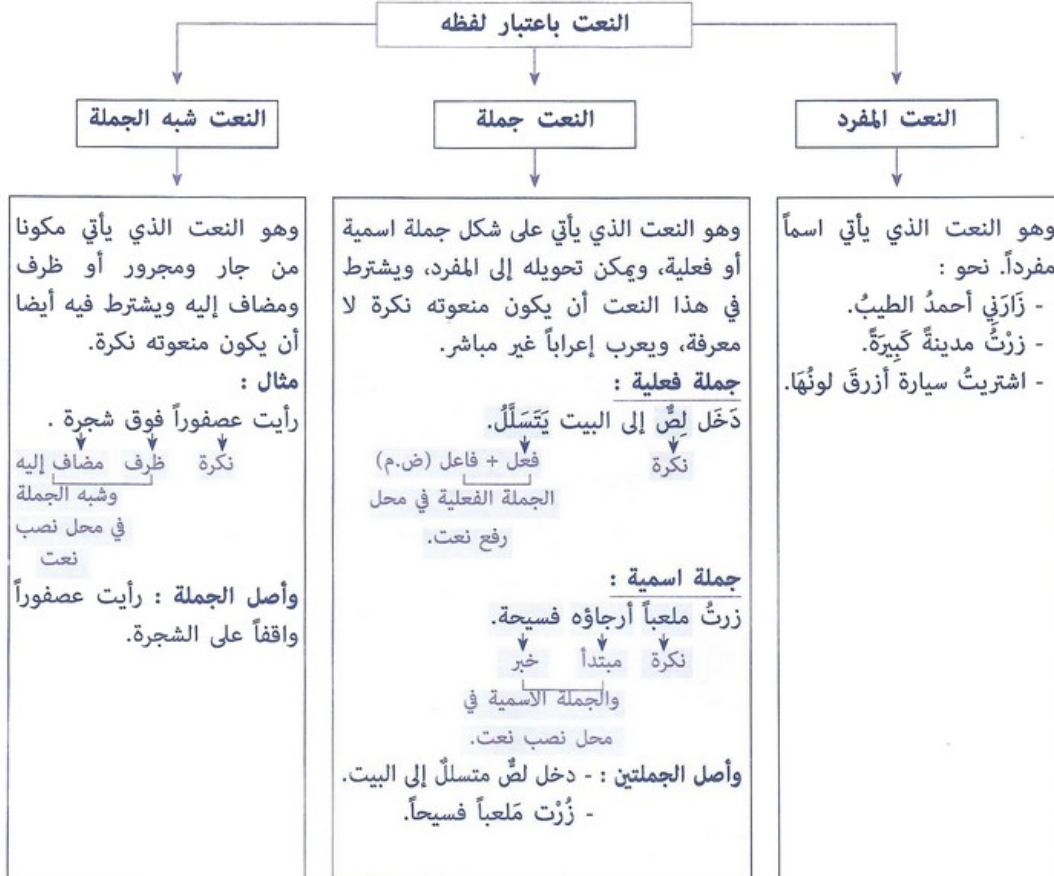 النعت باعتبار لفظه
النعت المفرد
وهو النعت الذي يأتي اسماً
مفرداً. نحو :
- زَارَنِي أحمدُ الطيبُ.
- زرْتُ مدينةً كَبِيرَةً.
- اشتريتُ سيارة أزرقَ لونُهَا.
النعت جملة
وهو النعت الذي يأتي على شكل جملة اسمية
أو فعلية، ويمكن تحويله إلى المفرد، ويشترط
في هذا النعت أن يكون منعوته نكرة لا
معرفة، ويعرب إعراباً غير مباشر.
جملة فعلية :
دَخَل لِصٌّ إلى البيت يَتَسَلَّلُ.
نكرة فعل + فاعل (ض.م)
الجملة الفعلية في محل
رفع نعت.
جملة اسمية :
زرتُ ملعباً أرجاؤه فسيحة.
نكرة مبتدأ خبر
والجملة الاسمية في
محل نصب نعت.
وأصل الجملتين : - دخل لصٌّ متسللٌ إلى البيت.
- زُرْت مَلعباً فسيحاً.
النعت شبه الجملة
وهو النعت الذي يأتي مكونا
من جار ومجرور أو ظرف
ومضاف إليه ويشترط فيه أيضا
أن يكون منعوته نكرة.
مثال :
رأيت عصفوراً فوق شجرة .
نكرة ظرف مضاف إليه
وشبه الجملة
في محل نصب
نعت
وأصل الجملة : رأيت عصفوراً
واقفاً على الشجرة.